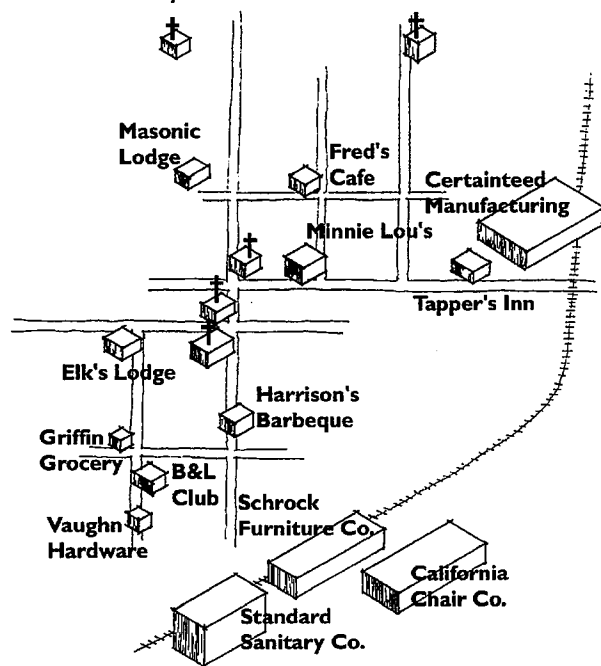 Masonic
Lodge
Fred's
Cafe
Certainteed
Manufacturing
Minnie Lou's
Tapper's Inn
Elk's Lodge
Harrison's
Barbeque
Griffin
Grocery
B&L
Club
Schrock
Furniture Co.
Vaughn
Hardware
California
Chair Co.
Standard
Sanitary Co.